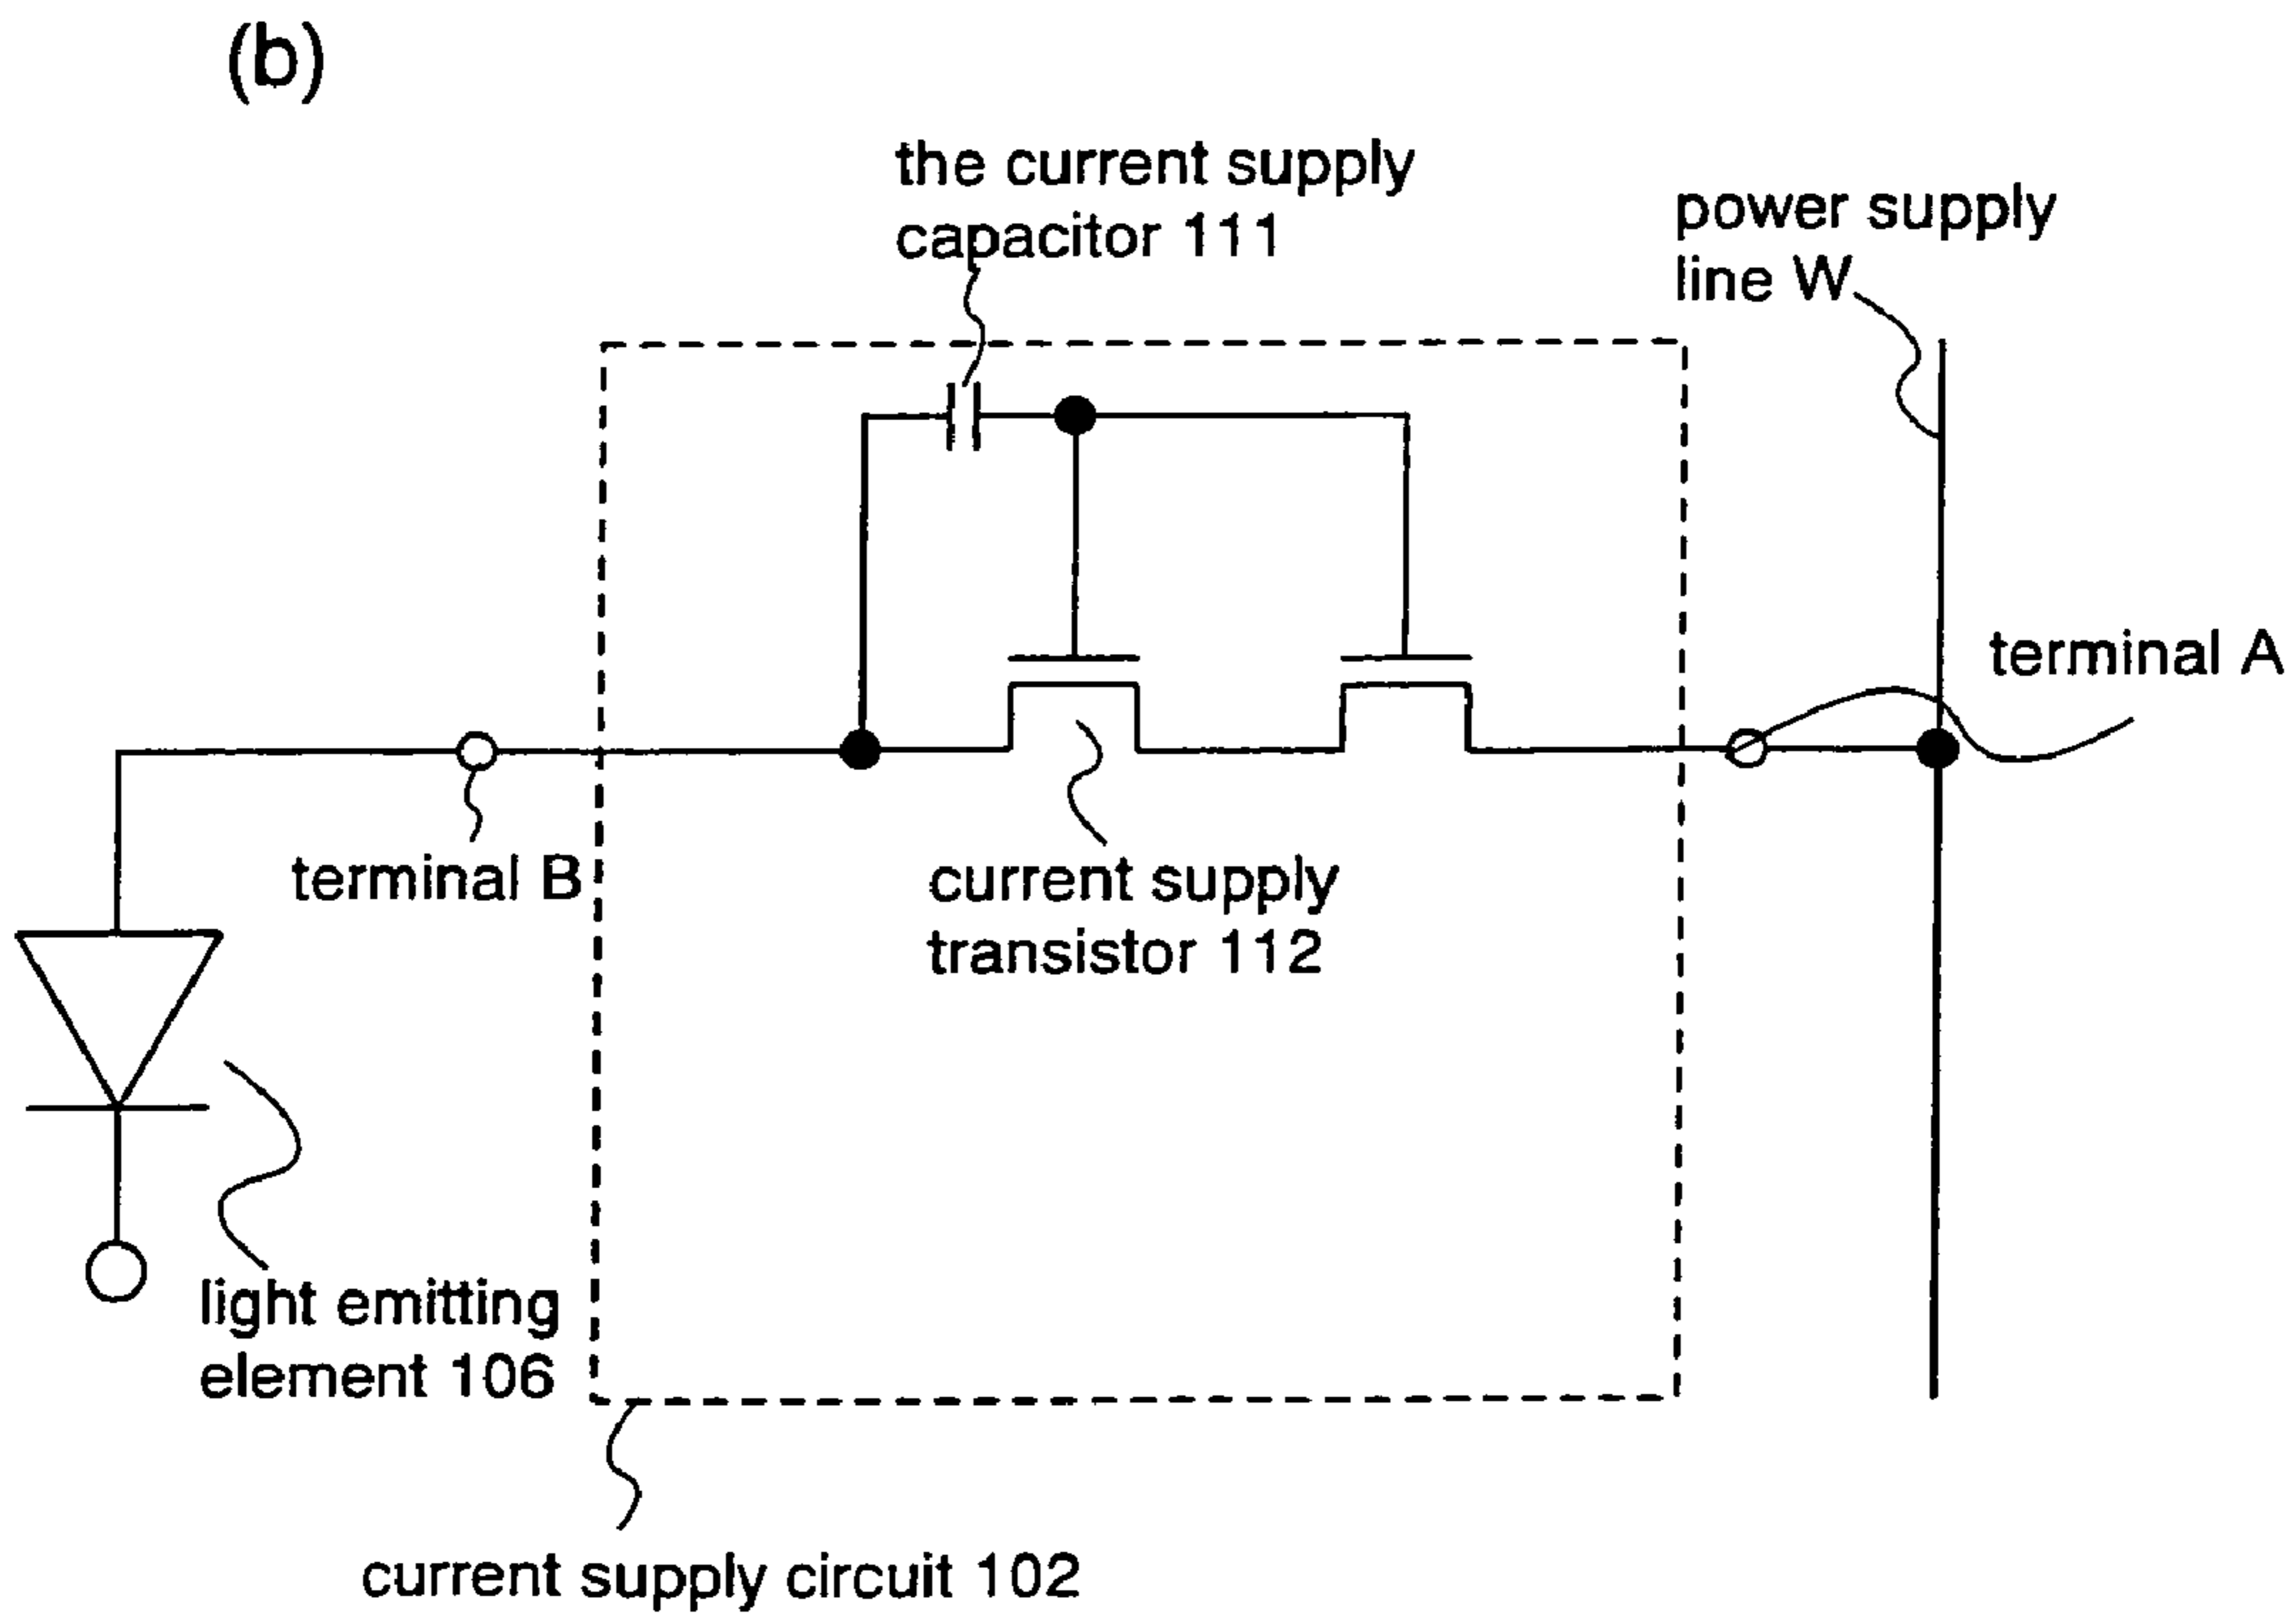 (b)
the current supply
capacitor 111
power supply
line W
terminal A
terminal B
current supply
transistor 112
light emitting
element 106
current supply circuit 102